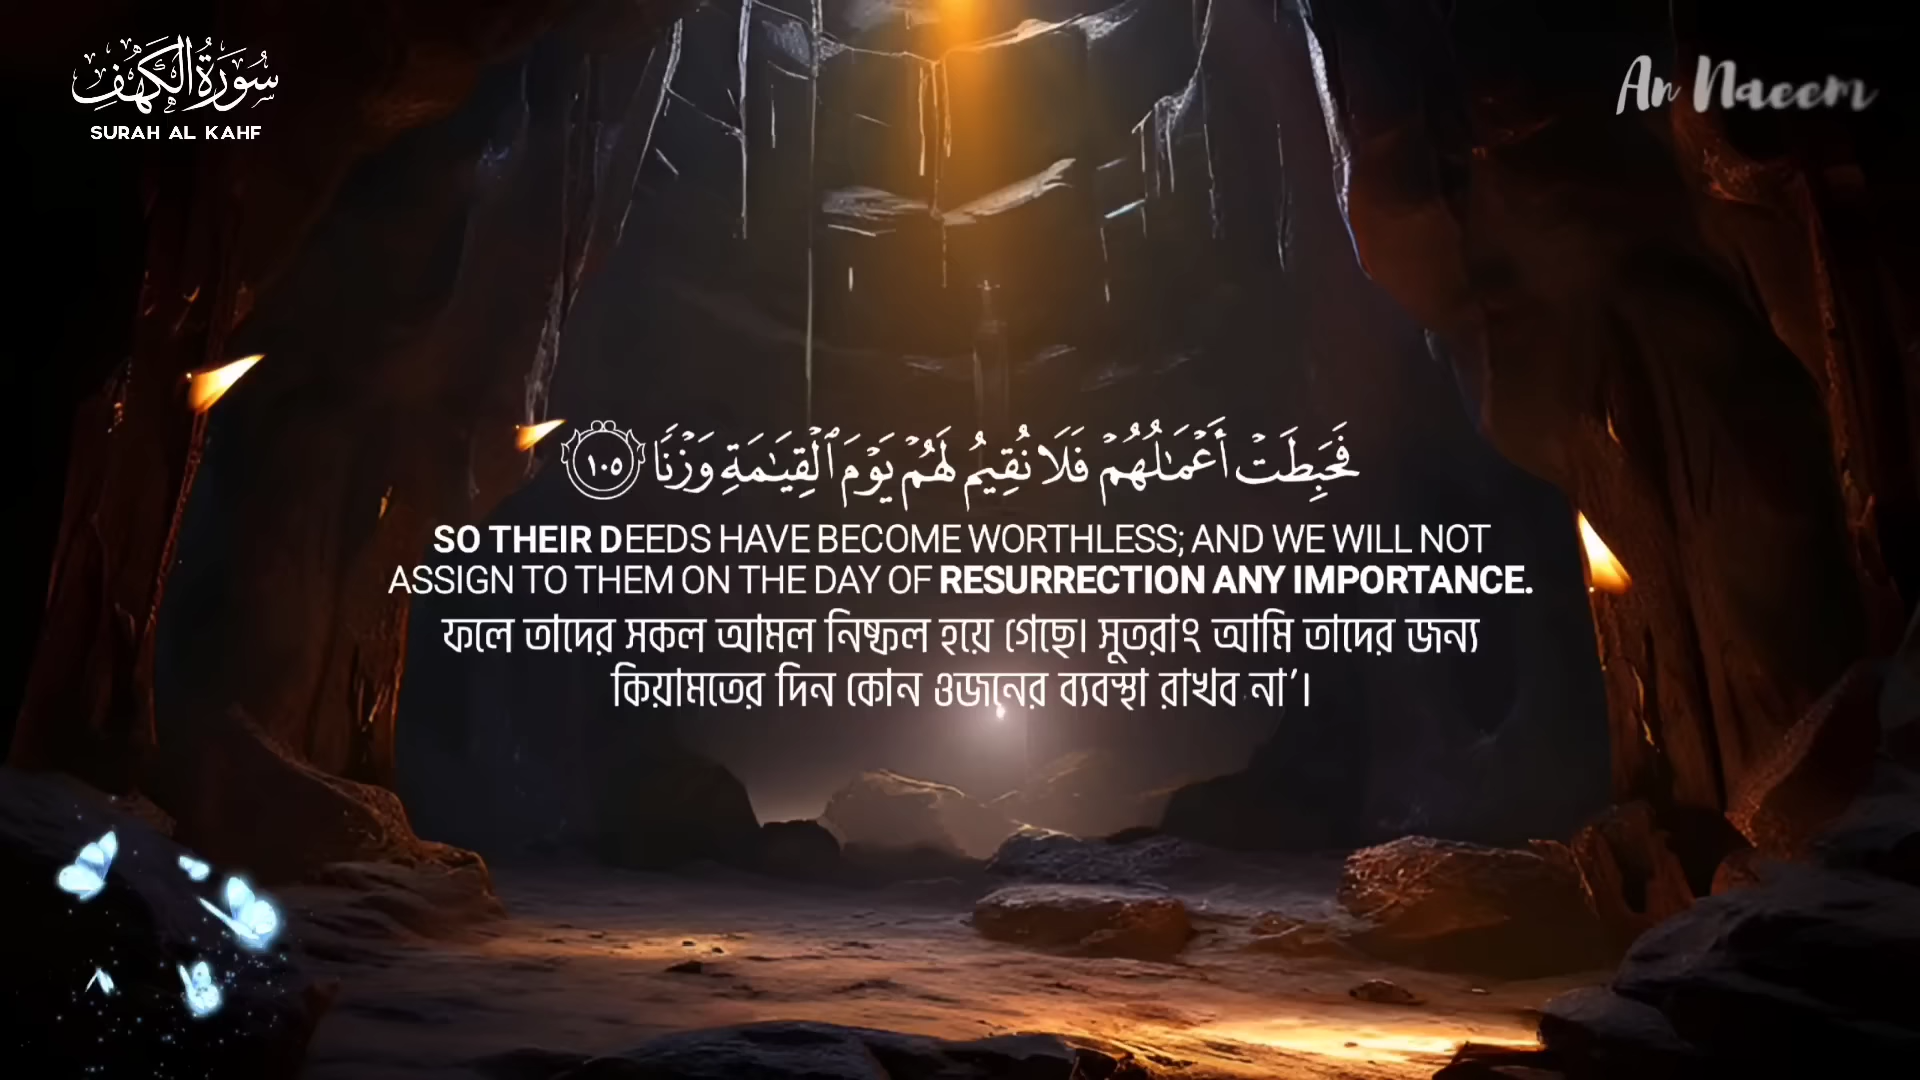 سُورَةُ الكَهْفِ
SURAH AL KAHF
An Naeem
فَحَبِطَتْ أَعْمَـٰلُهُمْ فَلَا نُقِيمُ لَهُمْ يَوْمَ ٱلْقِيَـٰمَةِ وَزْنًا ١٠٥
SO THEIR DEEDS HAVE BECOME WORTHLESS; AND WE WILL NOT
ASSIGN TO THEM ON THE DAY OF RESURRECTION ANY IMPORTANCE.
ফলে তাদের সকল আমল নিষ্ফল হয়ে গেছে। সুতরাং আমি তাদের জন্য
কিয়ামতের দিন কোন ওজনের ব্যবস্থা রাখব না’।